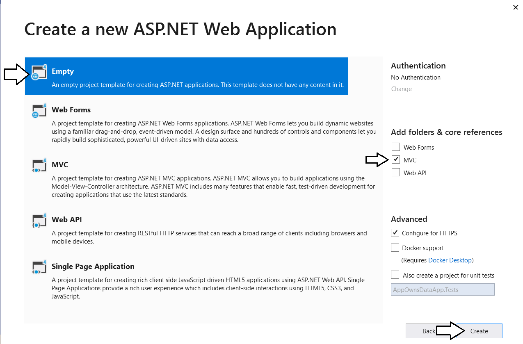 Create a new ASP.NET Web Application
Empty
An empty project template for creating ASP.NET applications. This template does not have any content in it.
Web Forms
A project template for creating ASP.NET Web Forms applications. ASP.NET Web Forms lets you build dynamic websites
using a familiar drag-and-drop, event-driven model. A design surface and hundreds of controls and components let you
rapidly build sophisticated, powerful UI-driven sites with data access.
MVC
A project template for creating ASP.NET MVC applications. ASP.NET MVC allows you to build applications using the
Model-View-Controller architecture. ASP.NET MVC includes many features that enable fast, test-driven development for
creating applications that use the latest standards.
Web API
A project template for creating RESTful HTTP services that can reach a broad range of clients including browsers and
mobile devices.
Single Page Application
A project template for creating rich client side JavaScript driven HTML5 applications using ASP.NET Web API. Single
Page Applications provide a rich user experience which includes client-side interactions using HTML5, CSS3, and
JavaScript.
Authentication
No Authentication
Change
Add folders & core references
Web Forms
MVC
Web API
Advanced
Configure for HTTPS
Docker support
(Requires Docker Desktop)
Also create a project for unit tests
AppOwnsDataApp.Tests
Back
Create